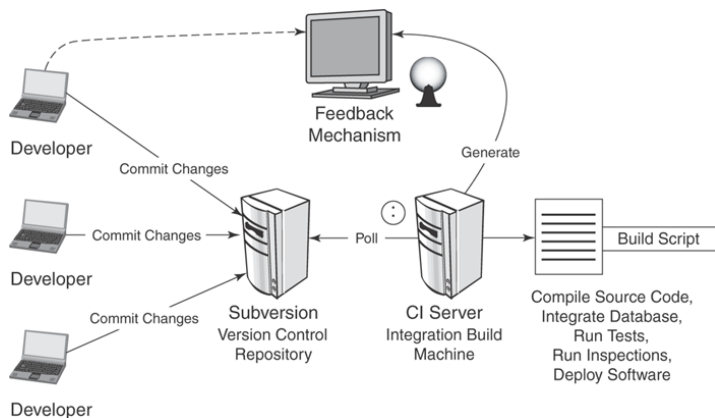 Feedback
Mechanism
Developer
Commit Changes
Generate
Developer
Commit Changes
Poll
Build Script
Developer
Commit Changes
Subversion
Version Control
Repository
CI Server
Integration Build
Machine
Compile Source Code,
Integrate Database,
Run Tests,
Run Inspections,
Deploy Software